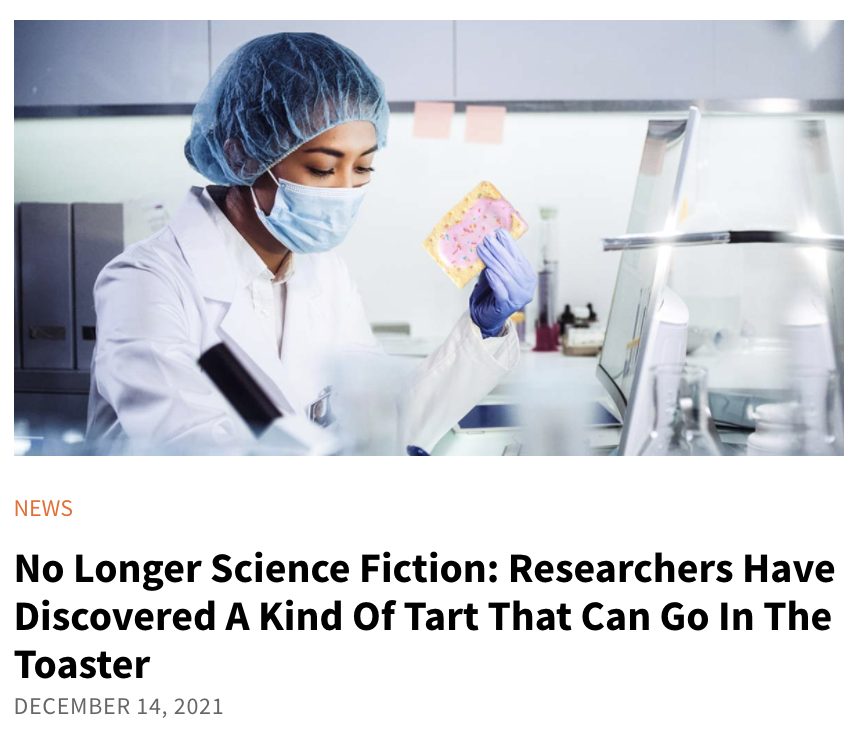 NEWS
No Longer Science Fiction: Researchers Have
Discovered A Kind Of Tart That Can Go In The
Toaster
DECEMBER 14, 2021